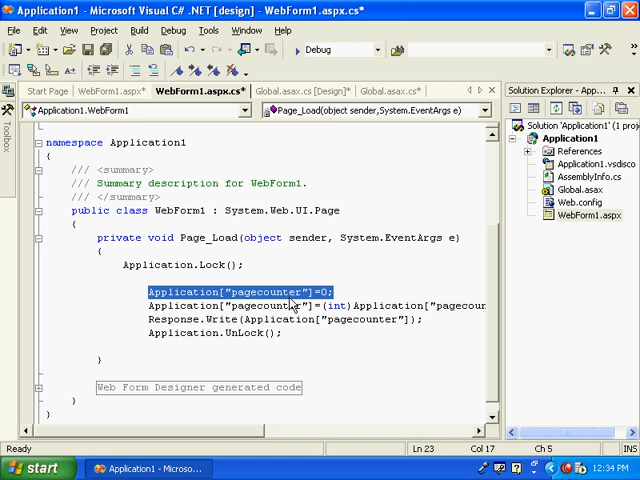 Application1 - Microsoft Visual C# .NET [design] - WebForm1.aspx.cs*
File Edit View Project Build Debug Tools Window Help
Debug
Start Page WebForm1.aspx* WebForm1.aspx.cs* Global.asax.cs [Design]* Global.asax.cs*
Solution Explorer - App...
Application1.WebForm1 Page_Load(object sender,System.EventArgs e)
Toolbox
namespace Application1
{
/// <summary>
/// Summary description for WebForm1.
/// </summary>
public class WebForm1 : System.Web.UI.Page
{
private void Page_Load(object sender, System.EventArgs e)
{
Application.Lock();
Application["pagecounter"]=0;
Application["pagecounter"]=(int)Application["pagecour
Response.Write(Application["pagecounter"]);
Application.UnLock();
}
Web Form Designer generated code
}
}
Solution 'Application1' (1 proj
Application1
References
Application1.vsdisco
AssemblyInfo.cs
Global.asax
Web.config
WebForm1.aspx
Ready Ln 23 Col 17 Ch 5 INS
start Application1 - Microso... 12:34 PM